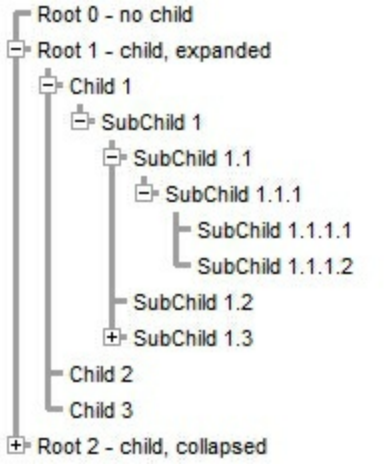 Root 0 - no child
Root 1 - child, expanded
Child 1
SubChild 1
SubChild 1.1
SubChild 1.1.1
SubChild 1.1.1.1
SubChild 1.1.1.2
SubChild 1.2
SubChild 1.3
Child 2
Child 3
Root 2 - child, collapsed